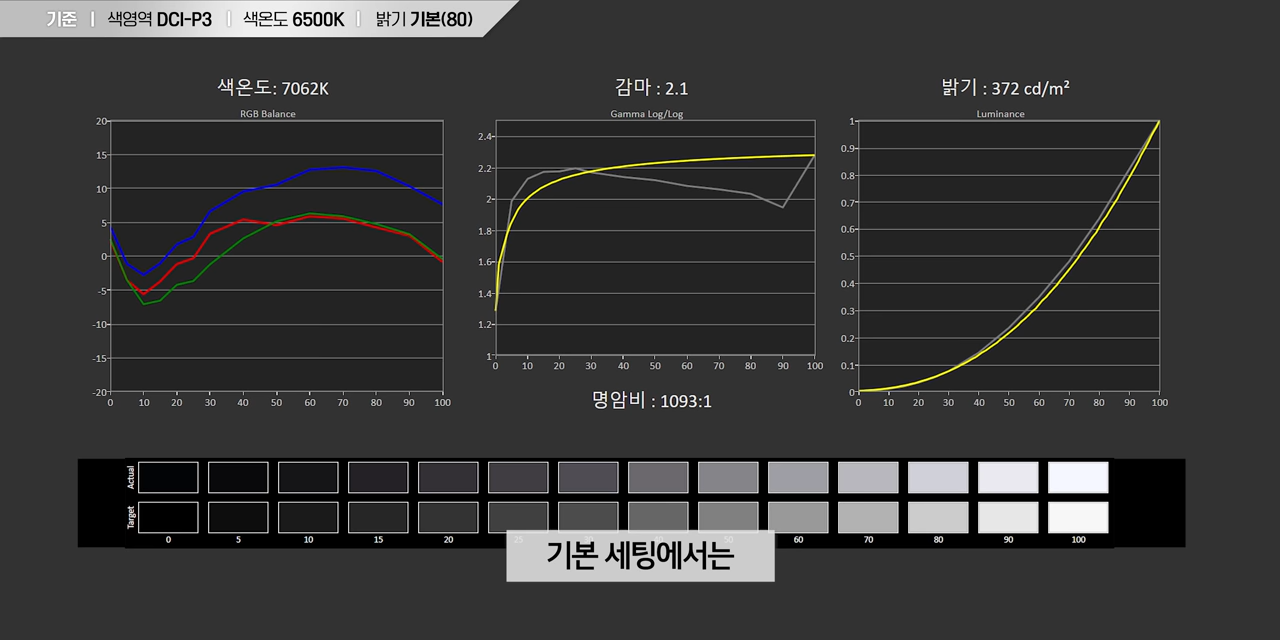 기준 | 색영역 DCI-P3 | 색온도 6500K | 밝기 기본(80)
색온도: 7062K
RGB Balance
20
15
10
5
0
-5
-10
-15
-20
0 10 20 30 40 50 60 70 80 90 100
감마 : 2.1
Gamma Log/Log
2.4
2.2
2
1.8
1.6
1.4
1.2
1
0 10 20 30 40 50 60 70 80 90 100
명암비 : 1093:1
밝기 : 372 cd/m²
Luminance
1
0.9
0.8
0.7
0.6
0.5
0.4
0.3
0.2
0.1
0
0 10 20 30 40 50 60 70 80 90 100
Actual
Target
0 5 10 15 20 60 70 80 90 100
기본 세팅에서는